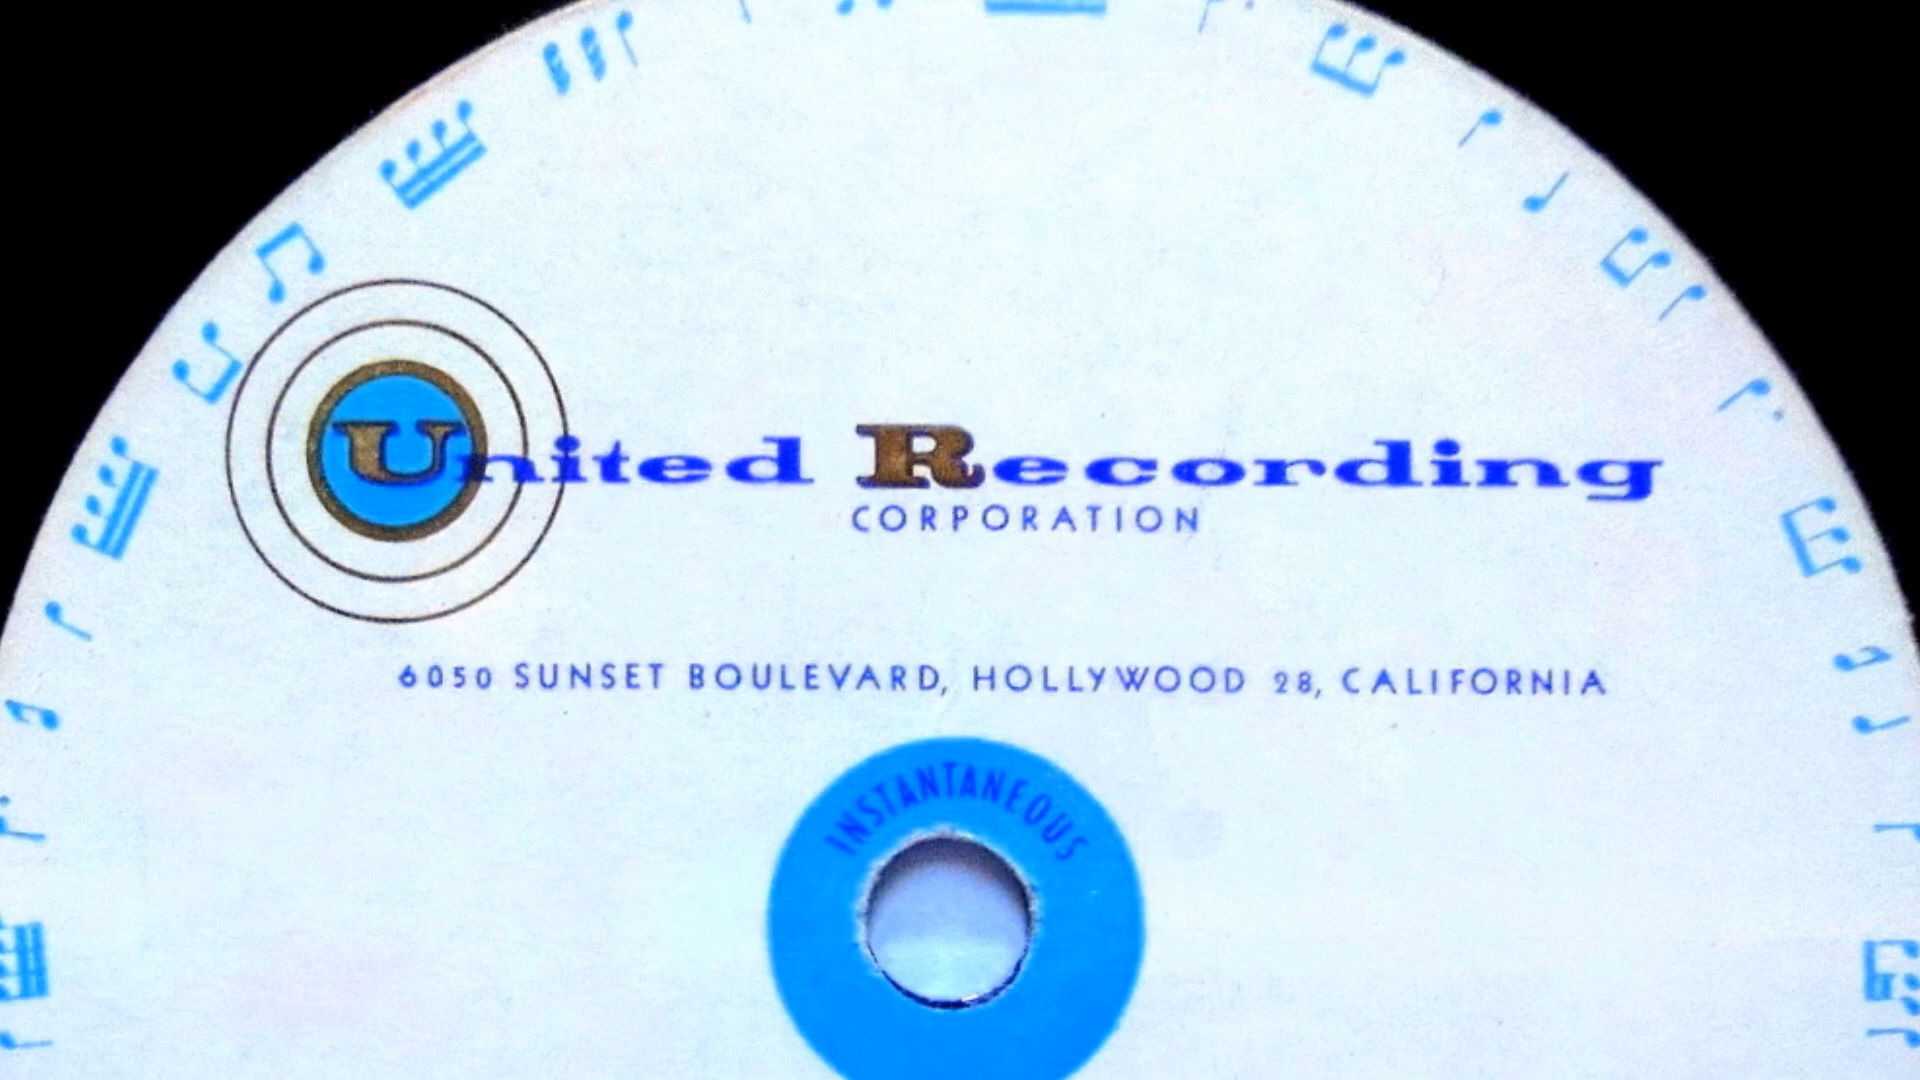 United Recording
CORPORATION
6050 SUNSET BOULEVARD, HOLLYWOOD 28, CALIFORNIA
INSTANTANEOUS